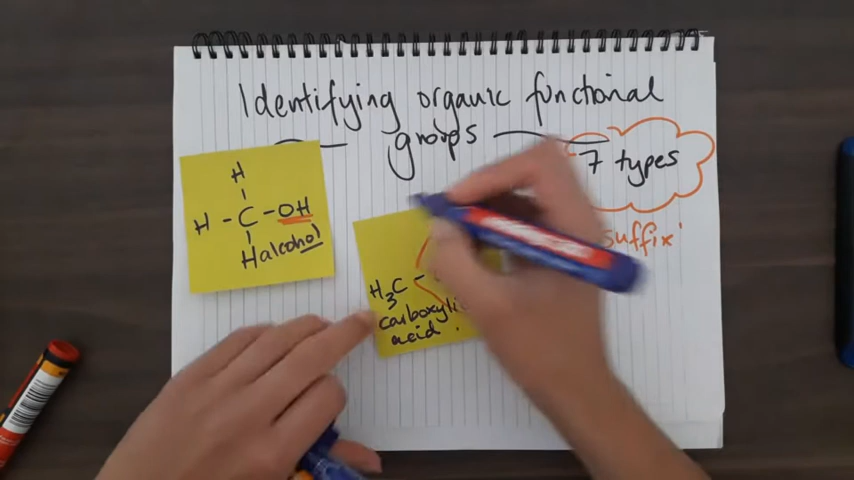 Identifying organic functional
groups
7 types
suffix'
H
H - C - OH
Halcohol
H3C -
carboxylic
acid.